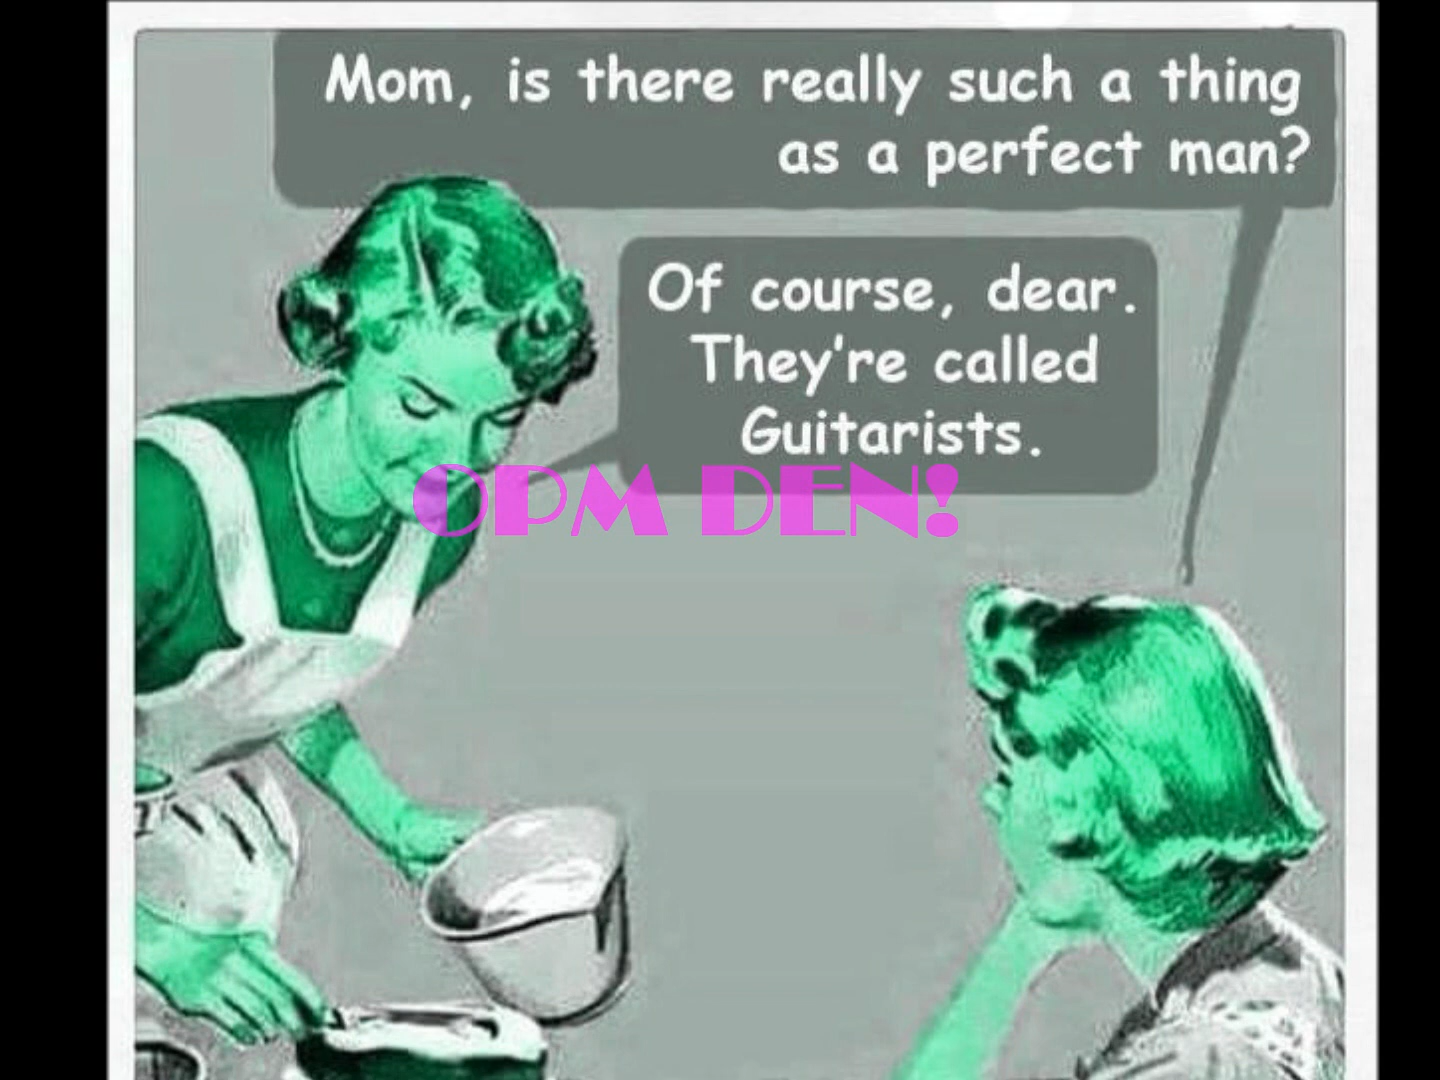 Mom, is there really such a thing
as a perfect man?
Of course, dear.
They're called
Guitarists.
OPM DEN!